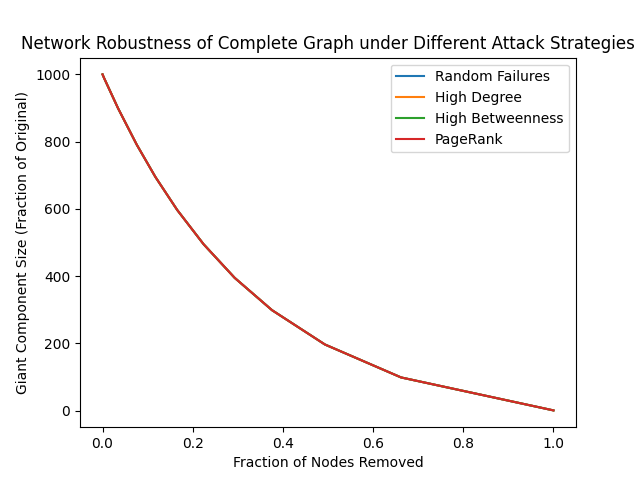 Network Robustness of Complete Graph under Different Attack Strategies
Random Failures
High Degree
High Betweenness
PageRank
Giant Component Size (Fraction of Original)
1000
800
600
400
200
0
0.0 0.2 0.4 0.6 0.8 1.0
Fraction of Nodes Removed